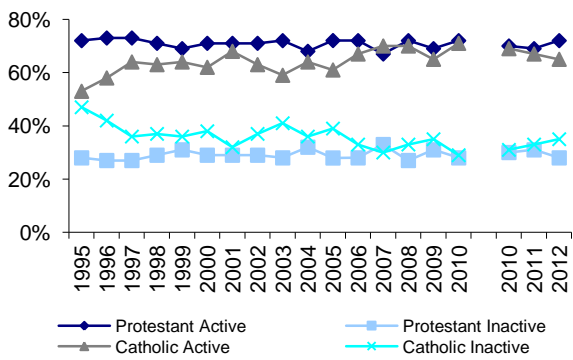 80%
60%
40%
20%
0%
1995 1996 1997 1998 1999 2000 2001 2002 2003 2004 2005 2006 2007 2008 2009 2010 2010 2011 2012
Protestant Active Protestant Inactive
Catholic Active Catholic Inactive